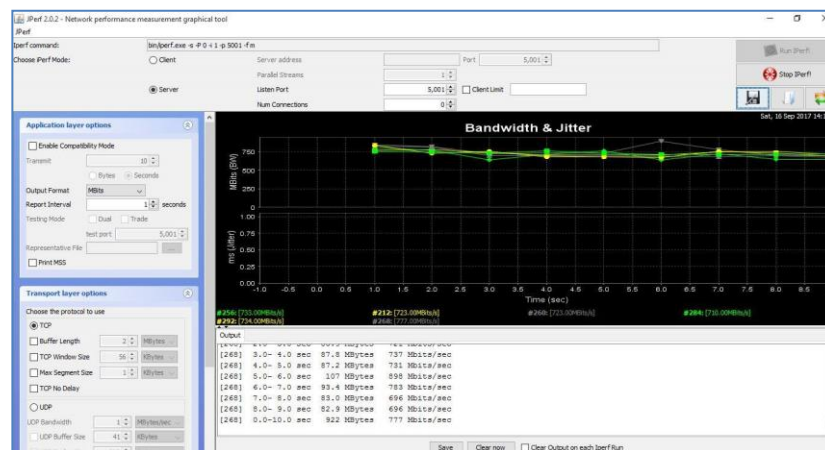 JPerf 2.0.2 - Network performance measurement graphical tool
JPerf
Iperf command:
bin/iperf.exe -s -P 0 -i 1 -p 5001 -f m
Choose iPerf Mode:
Client
Server address
Port
5,001
Parallel Streams
1
Server
Listen Port
5,001
Client Limit
Num Connections
0
Run IPerf!
Stop IPerf!
Application layer options
Enable Compatibility Mode
Transmit
10
Bytes
Seconds
Output Format
MBits
Report Interval
1
seconds
Testing Mode
Dual
Trade
test port
5,001
Representative File
...
Print MSS
Transport layer options
Choose the protocol to use
TCP
Buffer Length
2
MBytes
TCP Window Size
56
KBytes
Max Segment Size
1
KBytes
TCP No Delay
UDP
UDP Bandwidth
1
MBytes/sec
UDP Buffer Size
41
KBytes
Sat, 16 Sep 2017 14:1
Bandwidth & Jitter
MBits (BW)
750
500
250
0
ms (Jitter)
1.00
0.75
0.50
0.25
0.00
-1.0 -0.5 0.0 0.5 1.0 1.5 2.0 2.5 3.0 3.5 4.0 4.5 5.0 5.5 6.0 6.5 7.0 7.5 8.0 8.5
Time (sec)
#256: [733.00MBits/s]
#212: [723.00MBits/s]
#260: [723.00MBits/s]
#284: [710.00MBits/s]
#292: [734.00MBits/s]
#268: [777.00MBits/s]
Output
[268] 3.0- 4.0 sec 87.8 MBytes 737 Mbits/sec
[268] 4.0- 5.0 sec 87.2 MBytes 731 Mbits/sec
[268] 5.0- 6.0 sec 107 MBytes 898 Mbits/sec
[268] 6.0- 7.0 sec 93.4 MBytes 783 Mbits/sec
[268] 7.0- 8.0 sec 83.0 MBytes 696 Mbits/sec
[268] 8.0- 9.0 sec 82.9 MBytes 696 Mbits/sec
[268] 0.0-10.0 sec 922 MBytes 777 Mbits/sec
Save
Clear now
Clear Output on each Iperf Run